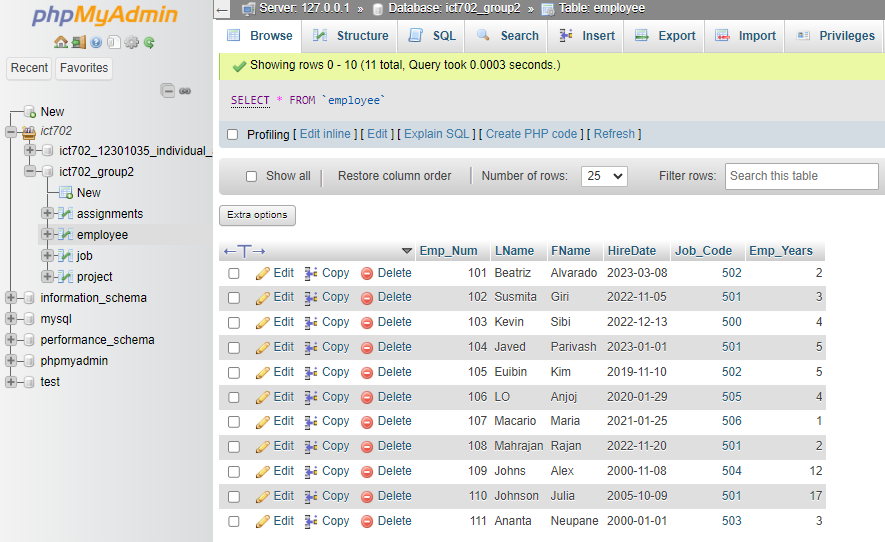 phpMyAdmin
Recent Favorites
New
ict702
ict702_12301035_individual_
ict702_group2
New
assignments
employee
job
project
information_schema
mysql
performance_schema
phpmyadmin
test
Server: 127.0.0.1 » Database: ict702_group2 » Table: employee
Browse Structure SQL Search Insert Export Import Privileges
Showing rows 0 - 10 (11 total, Query took 0.0003 seconds.)
SELECT * FROM `employee`
Profiling [ Edit inline ] [ Edit ] [ Explain SQL ] [ Create PHP code ] [ Refresh ]
Show all Restore column order Number of rows: 25 Filter rows: Search this table
Extra options
←T→ Emp_Num LName FName HireDate Job_Code Emp_Years
Edit Copy Delete 101 Beatriz Alvarado 2023-03-08 502 2
Edit Copy Delete 102 Susmita Giri 2022-11-05 501 3
Edit Copy Delete 103 Kevin Sibi 2022-12-13 500 4
Edit Copy Delete 104 Javed Parivash 2023-01-01 501 5
Edit Copy Delete 105 Euibin Kim 2019-11-10 502 5
Edit Copy Delete 106 LO Anjoj 2020-01-29 505 4
Edit Copy Delete 107 Macario Maria 2021-01-25 506 1
Edit Copy Delete 108 Mahrajan Rajan 2022-11-20 501 2
Edit Copy Delete 109 Johns Alex 2000-11-08 504 12
Edit Copy Delete 110 Johnson Julia 2005-10-09 501 17
Edit Copy Delete 111 Ananta Neupane 2000-01-01 503 3